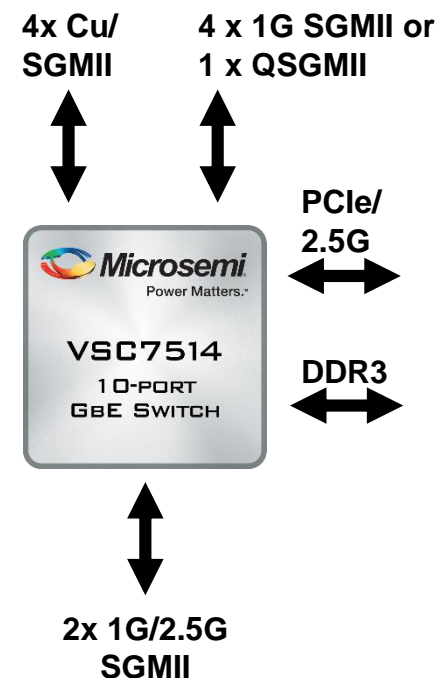 4x Cu/
SGMII
4 x 1G SGMII or
1 x QSGMII
PCIe/
2.5G
Microsemi
Power Matters.™
VSC7514
10-PORT
GBE SWITCH
DDR3
2x 1G/2.5G
SGMII